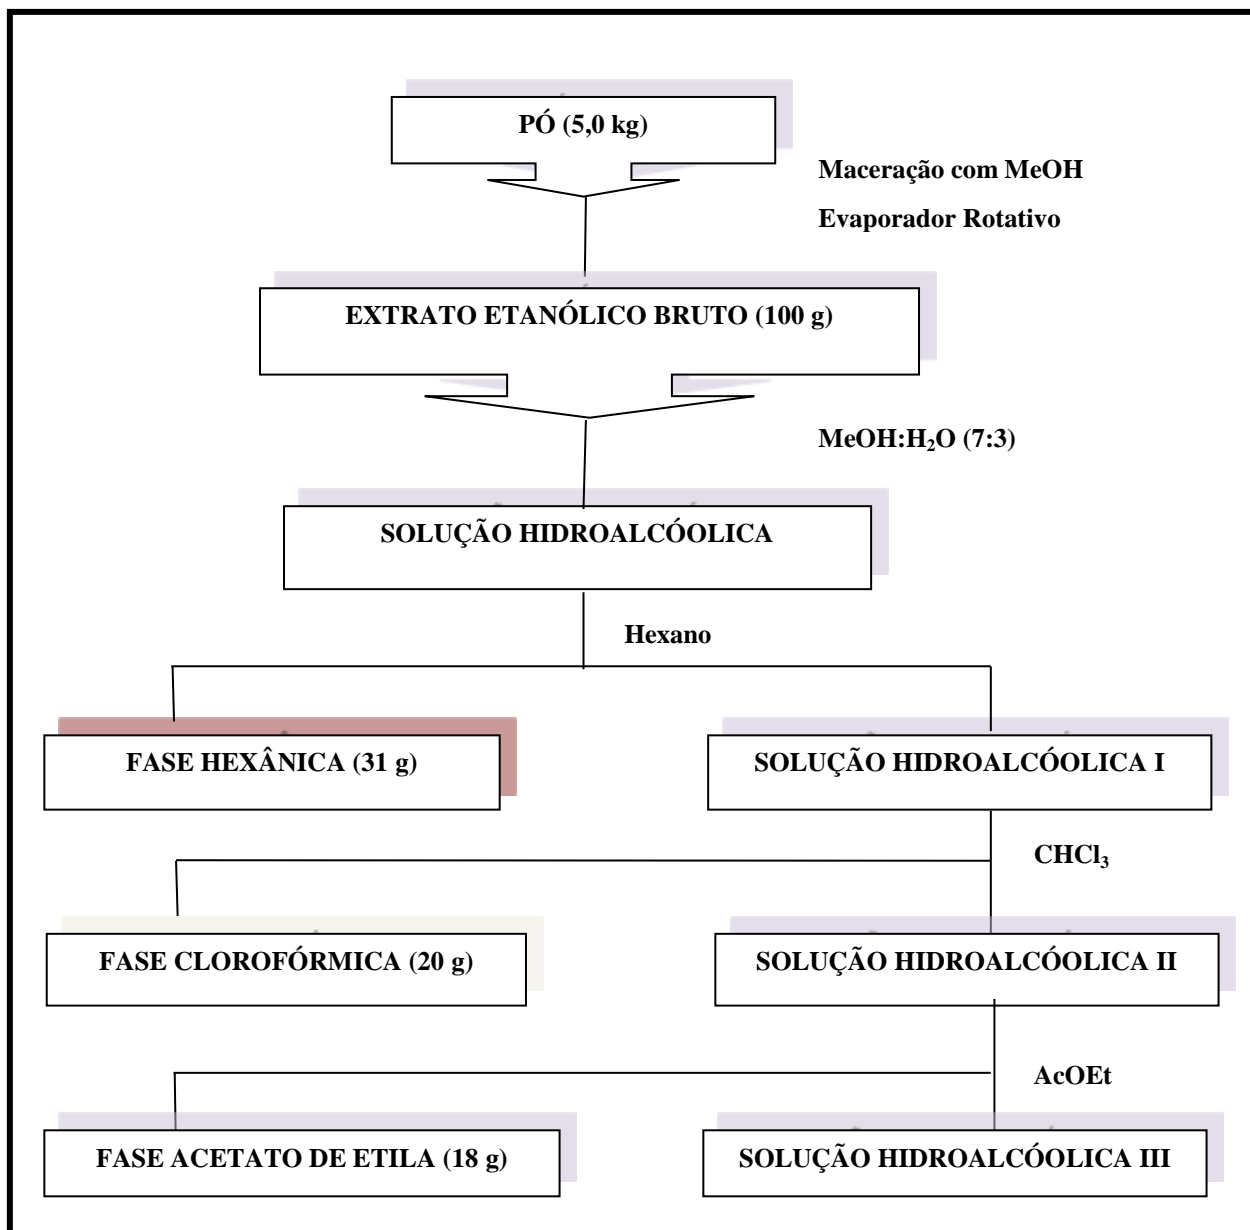 PÓ (5,0 kg)
Maceração com MeOH
Evaporador Rotativo
EXTRATO ETANÓLICO BRUTO (100 g)
MeOH:H₂O (7:3)
SOLUÇÃO HIDROALCÓOLICA
Hexano
FASE HEXÂNICA (31 g)
SOLUÇÃO HIDROALCÓOLICA I
CHCl₃
FASE CLOROFÓRMICA (20 g)
SOLUÇÃO HIDROALCÓOLICA II
AcOEt
FASE ACETATO DE ETILA (18 g)
SOLUÇÃO HIDROALCÓOLICA III